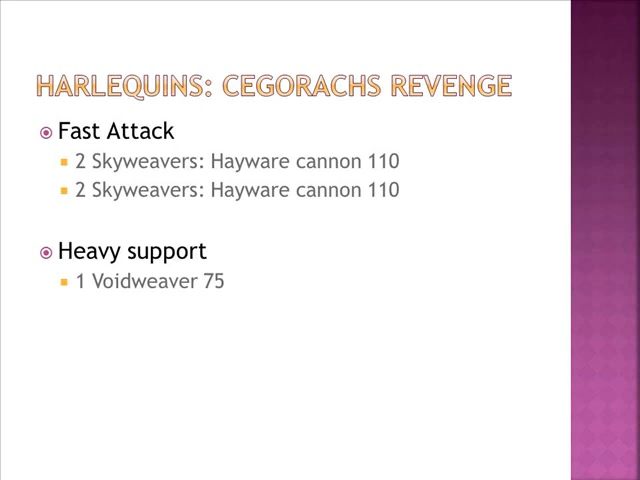 HARLEQUINS: CEGORACHS REVENGE
Fast Attack
2 Skyweavers: Hayware cannon 110
2 Skyweavers: Hayware cannon 110
Heavy support
1 Voidweaver 75